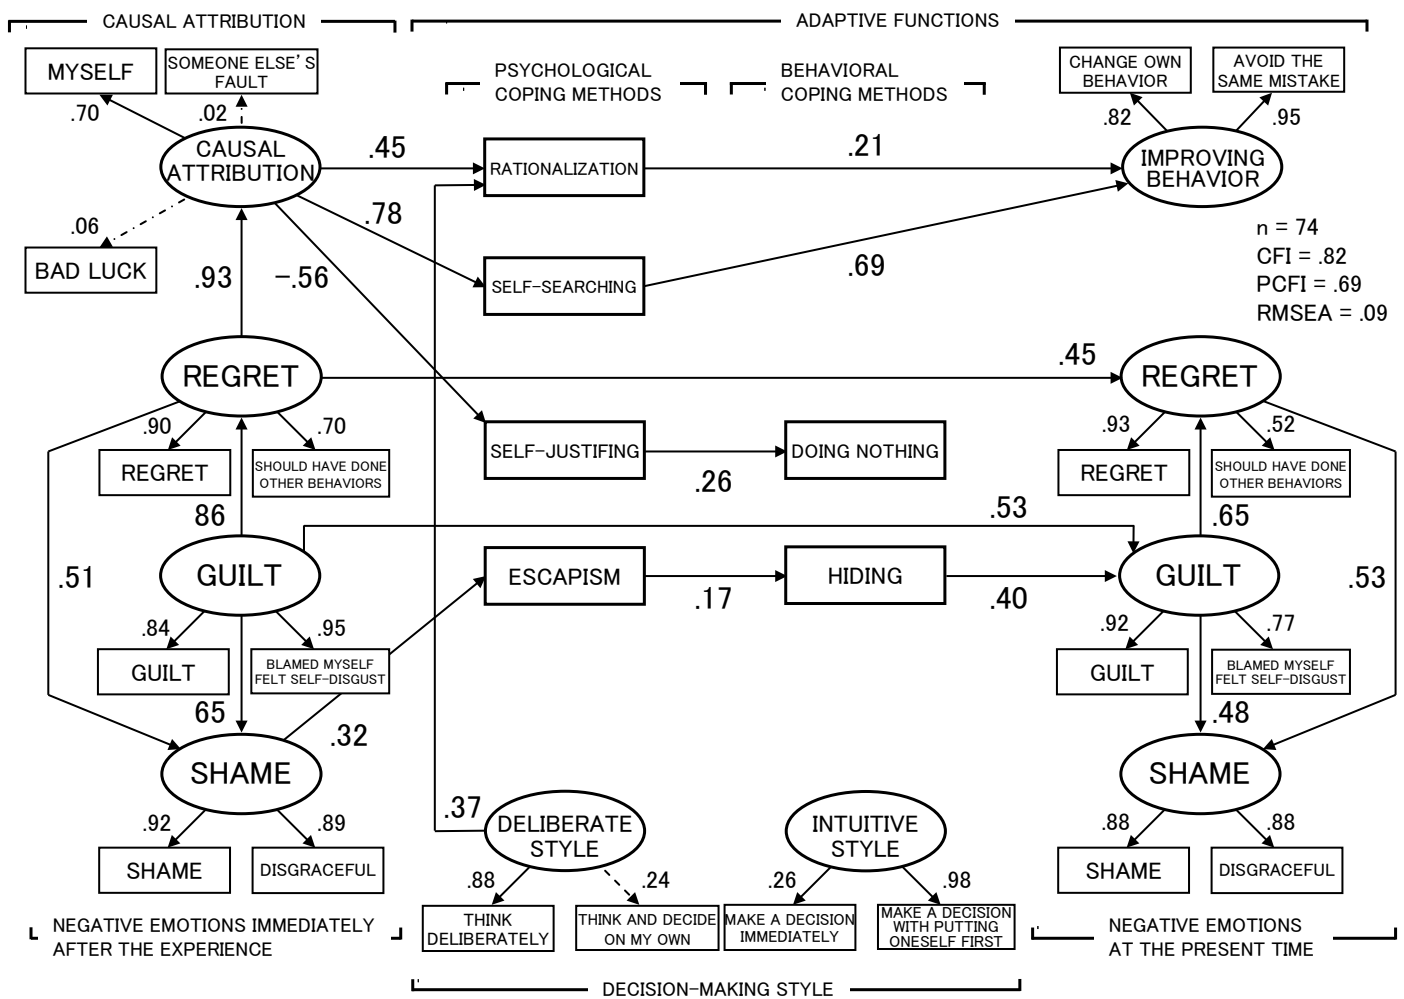 CAUSAL ATTRIBUTION
ADAPTIVE FUNCTIONS
MYSELF
SOMEONE ELSE'S
FAULT
PSYCHOLOGICAL
COPING METHODS
BEHAVIORAL
COPING METHODS
CHANGE OWN
BEHAVIOR
AVOID THE
SAME MISTAKE
.70
.02
.82
.95
CAUSAL
ATTRIBUTION
.45
RATIONALIZATION
.21
IMPROVING
BEHAVIOR
.06
.78
BAD LUCK
.93
-.56
SELF-SEARCHING
.69
n = 74
CFI = .82
PCFI = .69
RMSEA = .09
REGRET
.45
REGRET
.90
.70
.93
.52
REGRET
SHOULD HAVE DONE
OTHER BEHAVIORS
SELF-JUSTIFING
.26
DOING NOTHING
REGRET
SHOULD HAVE DONE
OTHER BEHAVIORS
86
.53
.65
.51
GUILT
ESCAPISM
.17
HIDING
.40
GUILT
.53
.84
.95
.92
.77
GUILT
BLAMED MYSELF
FELT SELF-DISGUST
GUILT
BLAMED MYSELF
FELT SELF-DISGUST
65
.32
.48
SHAME
SHAME
.37
DELIBERATE
STYLE
INTUITIVE
STYLE
.92
.89
.88
.88
SHAME
DISGRACEFUL
SHAME
DISGRACEFUL
.88
.24
.26
.98
THINK
DELIBERATELY
THINK AND DECIDE
ON MY OWN
MAKE A DECISION
IMMEDIATELY
MAKE A DECISION
WITH PUTTING
ONESELF FIRST
NEGATIVE EMOTIONS IMMEDIATELY
AFTER THE EXPERIENCE
NEGATIVE EMOTIONS
AT THE PRESENT TIME
DECISION-MAKING STYLE